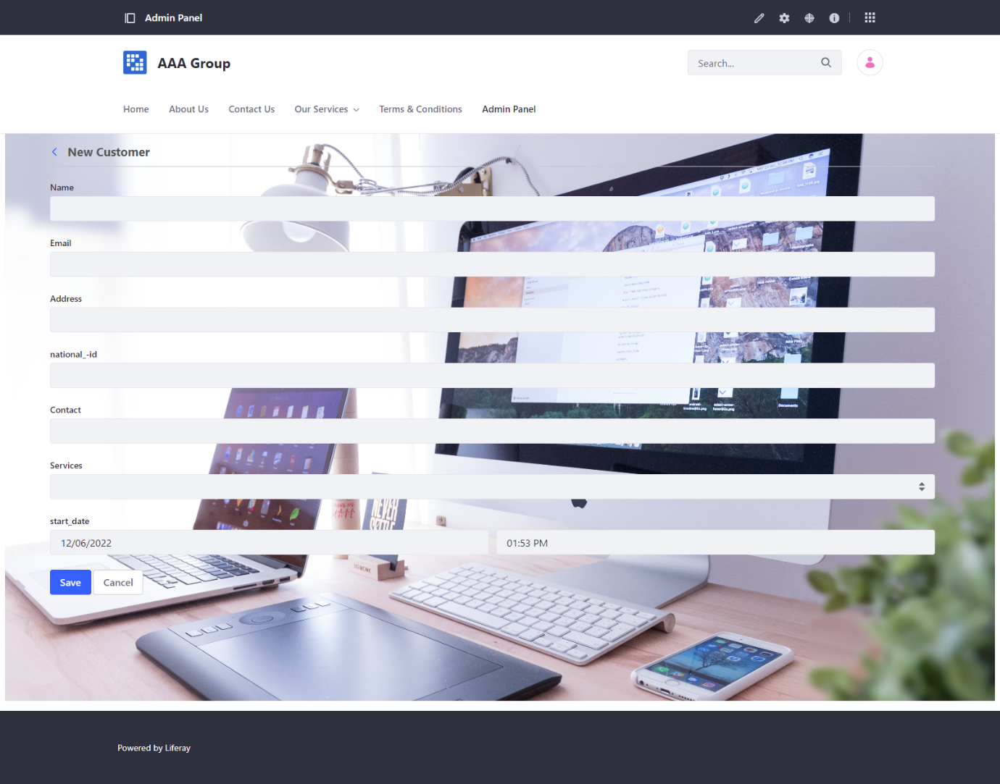 Admin Panel
AAA Group
Search...
Home About Us Contact Us Our Services Terms & Conditions Admin Panel
New Customer
Name
Email
Address
national_-id
Contact
Services
start_date
12/06/2022 01:53 PM
Save Cancel
Powered by Liferay